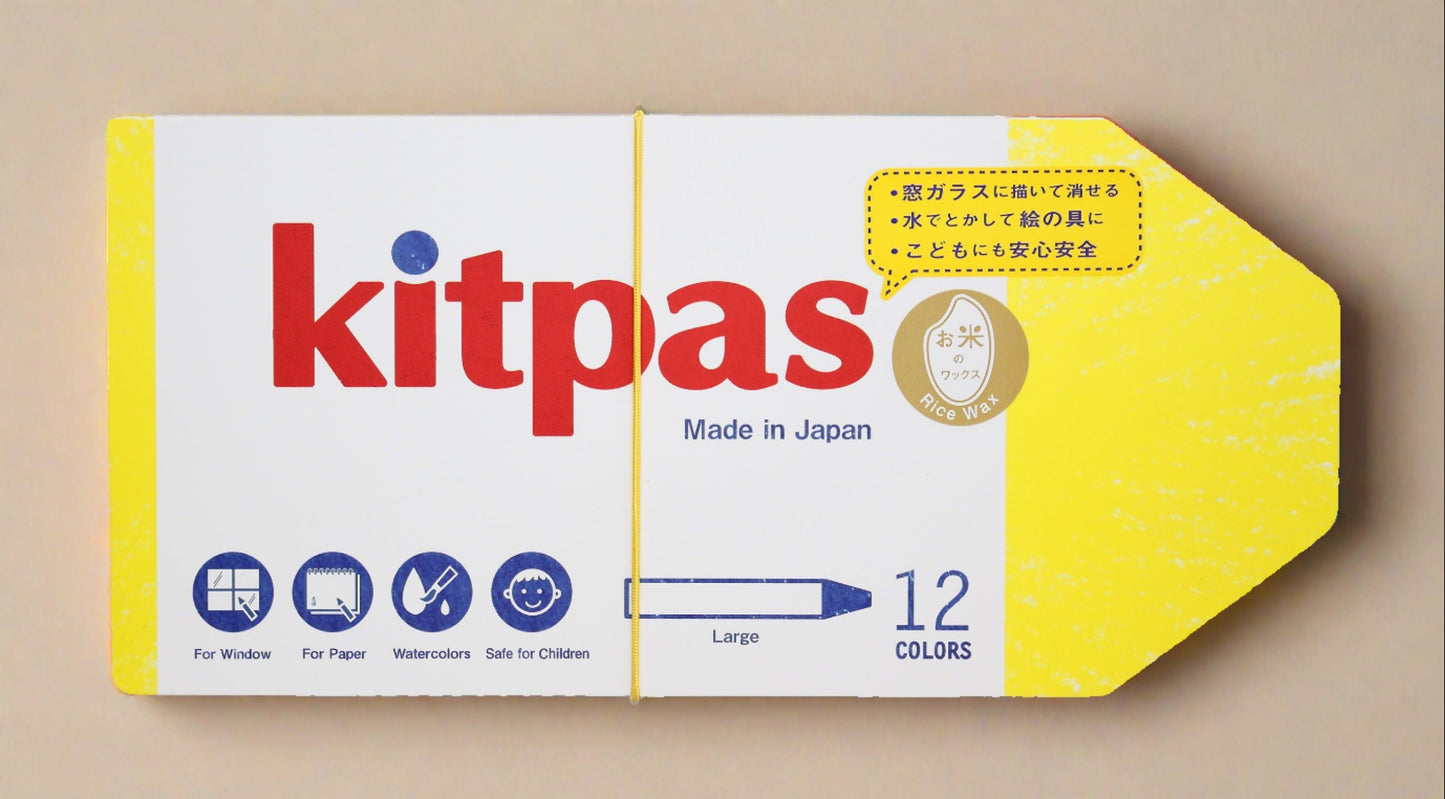 kitpas
Made in Japan
・窓ガラスに描いて消せる
・水でとかして絵の具に
・こどもにも安心安全
お米
の
ワックス
Rice Wax
For Window
For Paper
Watercolors
Safe for Children
Large
12
COLORS